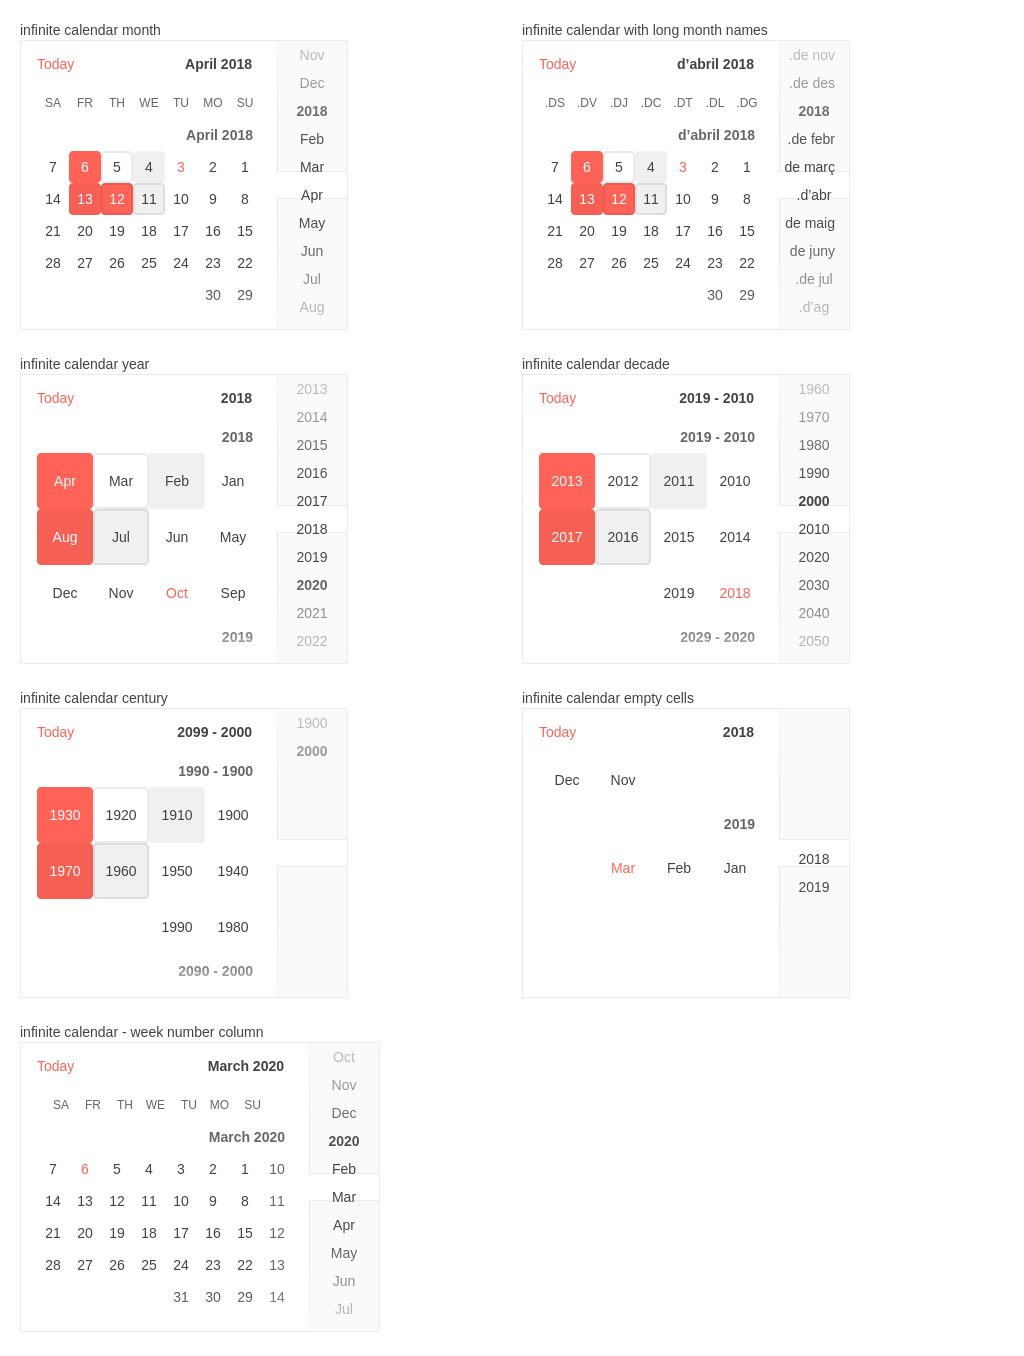 infinite calendar month
Today April 2018
SA FR TH WE TU MO SU
April 2018
7 6 5 4 3 2 1
14 13 12 11 10 9 8
21 20 19 18 17 16 15
28 27 26 25 24 23 22
30 29
Nov
Dec
2018
Feb
Mar
Apr
May
Jun
Jul
Aug
infinite calendar with long month names
Today d’abril 2018
.DS .DV .DJ .DC .DT .DL .DG
d’abril 2018
7 6 5 4 3 2 1
14 13 12 11 10 9 8
21 20 19 18 17 16 15
28 27 26 25 24 23 22
30 29
.de nov
.de des
2018
.de febr
de març
.d’abr
de maig
de juny
.de jul
.d’ag
infinite calendar year
Today 2018
2018
Apr Mar Feb Jan
Aug Jul Jun May
Dec Nov Oct Sep
2019
2013
2014
2015
2016
2017
2018
2019
2020
2021
2022
infinite calendar decade
Today 2019 - 2010
2019 - 2010
2013 2012 2011 2010
2017 2016 2015 2014
2019 2018
2029 - 2020
1960
1970
1980
1990
2000
2010
2020
2030
2040
2050
infinite calendar century
Today 2099 - 2000
1990 - 1900
1930 1920 1910 1900
1970 1960 1950 1940
1990 1980
2090 - 2000
1900
2000
infinite calendar empty cells
Today 2018
Dec Nov
2019
Mar Feb Jan
2018
2019
infinite calendar - week number column
Today March 2020
SA FR TH WE TU MO SU
March 2020
7 6 5 4 3 2 1 10
14 13 12 11 10 9 8 11
21 20 19 18 17 16 15 12
28 27 26 25 24 23 22 13
31 30 29 14
Oct
Nov
Dec
2020
Feb
Mar
Apr
May
Jun
Jul